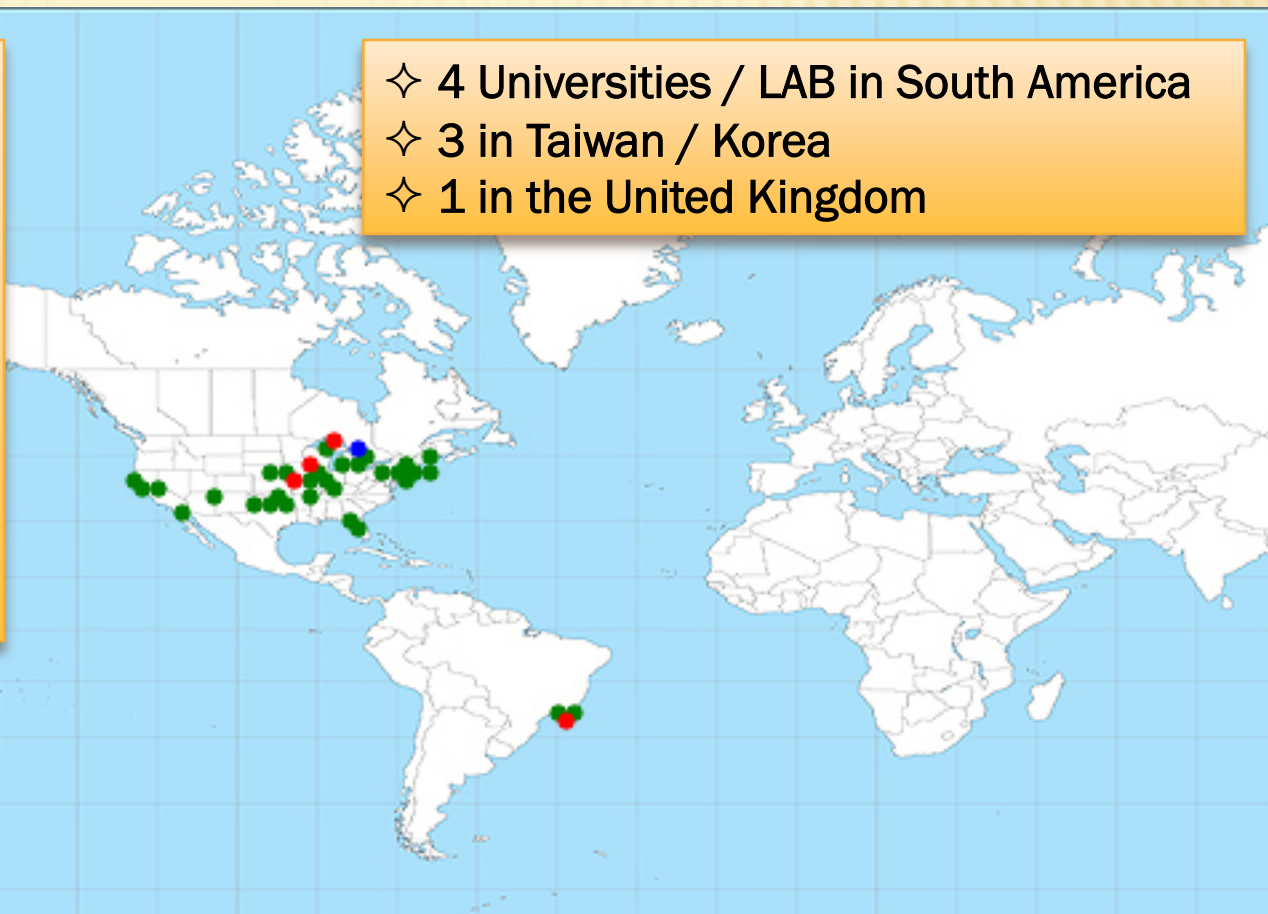 ✧ 4 Universities / LAB in South America
✧ 3 in Taiwan / Korea
✧ 1 in the United Kingdom